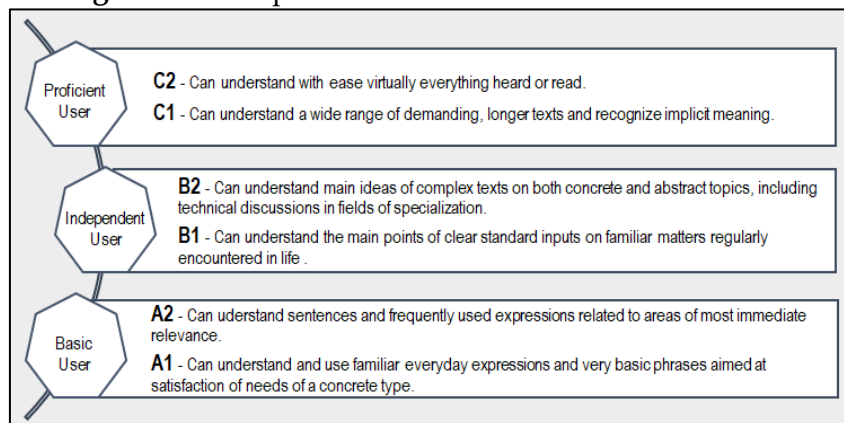 Proficient
User
C2 - Can understand with ease virtually everything heard or read.
C1 - Can understand a wide range of demanding, longer texts and recognize implicit meaning.
Independent
User
B2 - Can understand main ideas of complex texts on both concrete and abstract topics, including
technical discussions in fields of specialization.
B1 - Can understand the main points of clear standard inputs on familiar matters regularly
encountered in life .
Basic
User
A2 - Can uderstand sentences and frequently used expressions related to areas of most immediate
relevance.
A1 - Can understand and use familiar everyday expressions and very basic phrases aimed at
satisfaction of needs of a concrete type.